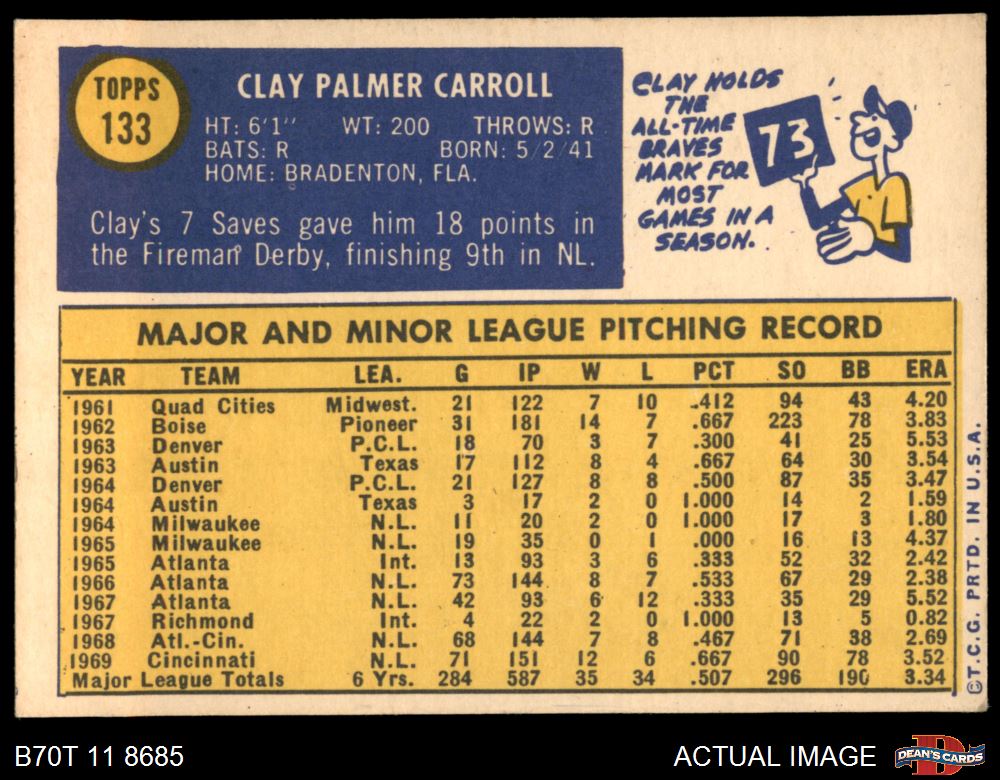 TOPPS
133
CLAY PALMER CARROLL
HT: 6'1" WT: 200 THROWS: R
BATS: R BORN: 5/2/41
HOME: BRADENTON, FLA.
Clay's 7 Saves gave him 18 points in
the Fireman Derby, finishing 9th in NL.
CLAY HOLDS
THE
ALL-TIME
BRAVES
MARK FOR
MOST
GAMES IN A
SEASON.
73
MAJOR AND MINOR LEAGUE PITCHING RECORD
YEAR TEAM LEA. G IP W L PCT SO BB ERA
1961 Quad Cities Midwest. 21 122 7 10 .412 94 43 4.20
1962 Boise Pioneer 31 181 14 7 .667 223 78 3.83
1963 Denver P.C.L. 18 70 3 7 .300 41 25 5.53
1963 Austin Texas 17 112 8 4 .667 64 30 3.54
1964 Denver P.C.L. 21 127 8 8 .500 87 35 3.47
1964 Austin Texas 3 17 2 0 1.000 14 2 1.59
1964 Milwaukee N.L. 11 20 2 0 1.000 17 3 1.80
1965 Milwaukee N.L. 19 35 0 1 .000 16 13 4.37
1965 Atlanta Int. 13 93 3 6 .333 52 32 2.42
1966 Atlanta N.L. 73 144 8 7 .533 67 29 2.38
1967 Atlanta N.L. 42 93 6 12 .333 35 29 5.52
1967 Richmond Int. 4 22 2 0 1.000 13 5 0.82
1968 Atl.-Cin. N.L. 68 144 7 8 .467 71 38 2.69
1969 Cincinnati N.L. 71 151 12 6 .667 90 78 3.52
Major League Totals 6 Yrs. 284 587 35 34 .507 296 190 3.34
©T.C.G. PRTD. IN U.S.A.
B70T 11 8685
ACTUAL IMAGE
DEAN'S CARDS